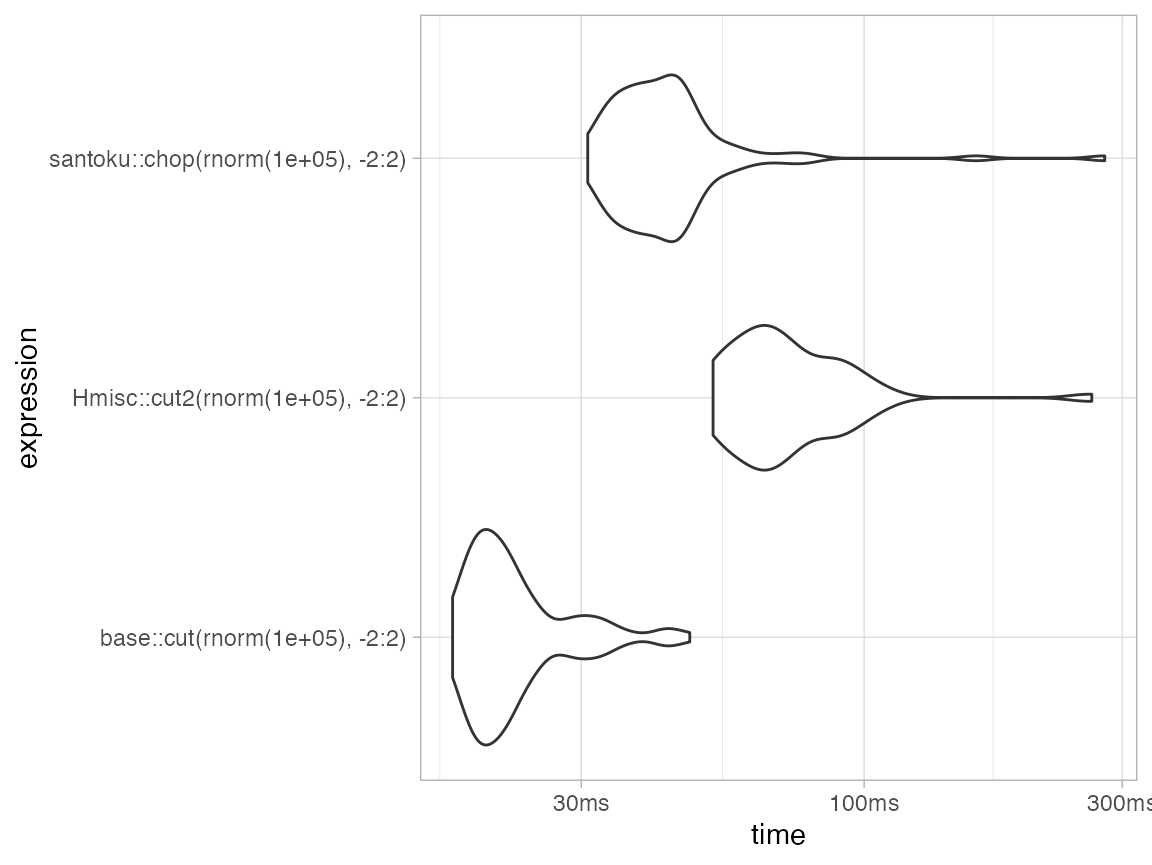 expression
santoku::chop(rnorm(1e+05), -2:2)
Hmisc::cut2(rnorm(1e+05), -2:2)
base::cut(rnorm(1e+05), -2:2)
30ms
100ms
300ms
time